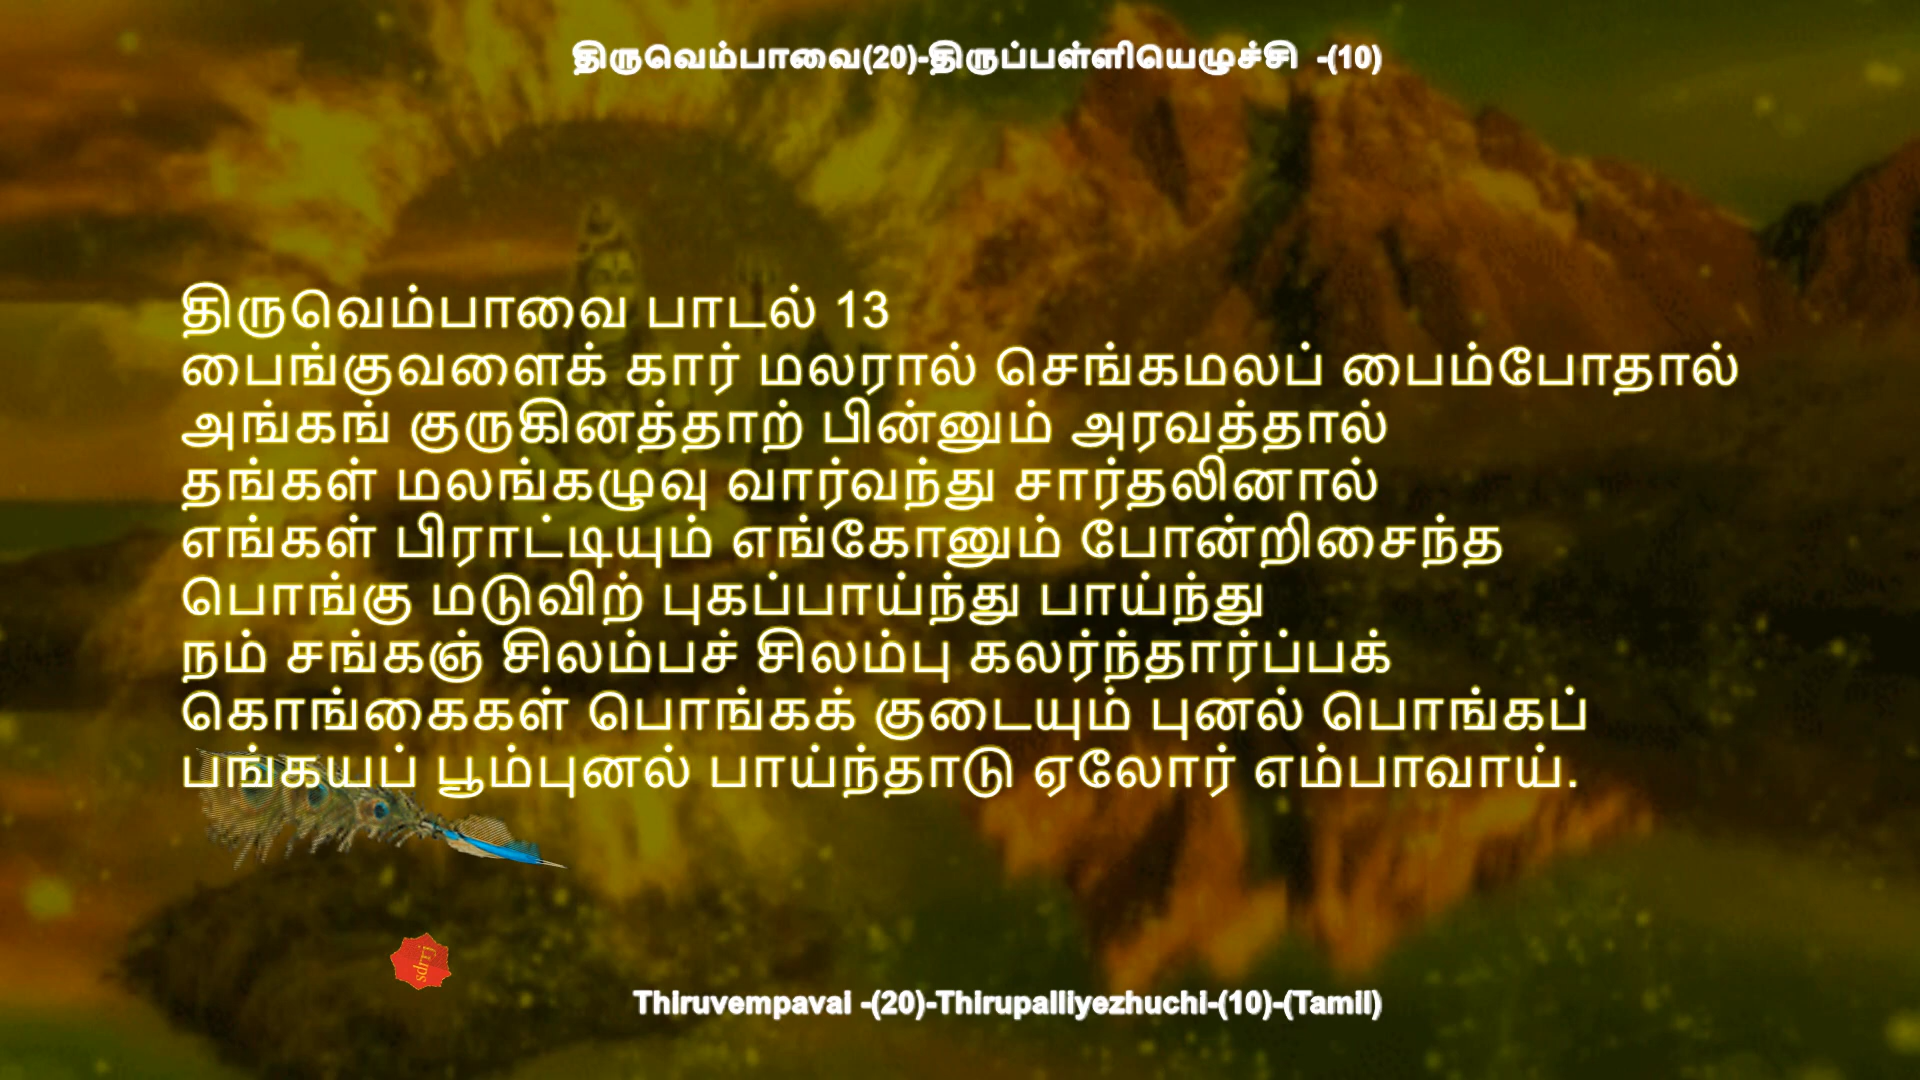 திருவெம்பாவை(20)-திருப்பள்ளியெழுச்சி -(10)
திருவெம்பாவை பாடல் 13
பைங்குவளைக் கார் மலரால் செங்கமலப் பைம்போதால்
அங்கங் குருகினத்தாற் பின்னும் அரவத்தால்
தங்கள் மலங்கழுவு வார்வந்து சார்தலினால்
எங்கள் பிராட்டியும் எங்கோனும் போன்றிசைந்த
பொங்கு மடுவிற் புகப்பாய்ந்து பாய்ந்து
நம் சங்கஞ் சிலம்பச் சிலம்பு கலர்ந்தார்ப்பக்
கொங்கைகள் பொங்கக் குடையும் புனல் பொங்கப்
பங்கயப் பூம்புனல் பாய்ந்தாடு ஏலோர் எம்பாவாய்.
sdrrj
Thiruvempavai -(20)-Thirupalliyezhuchi-(10)-(Tamil)